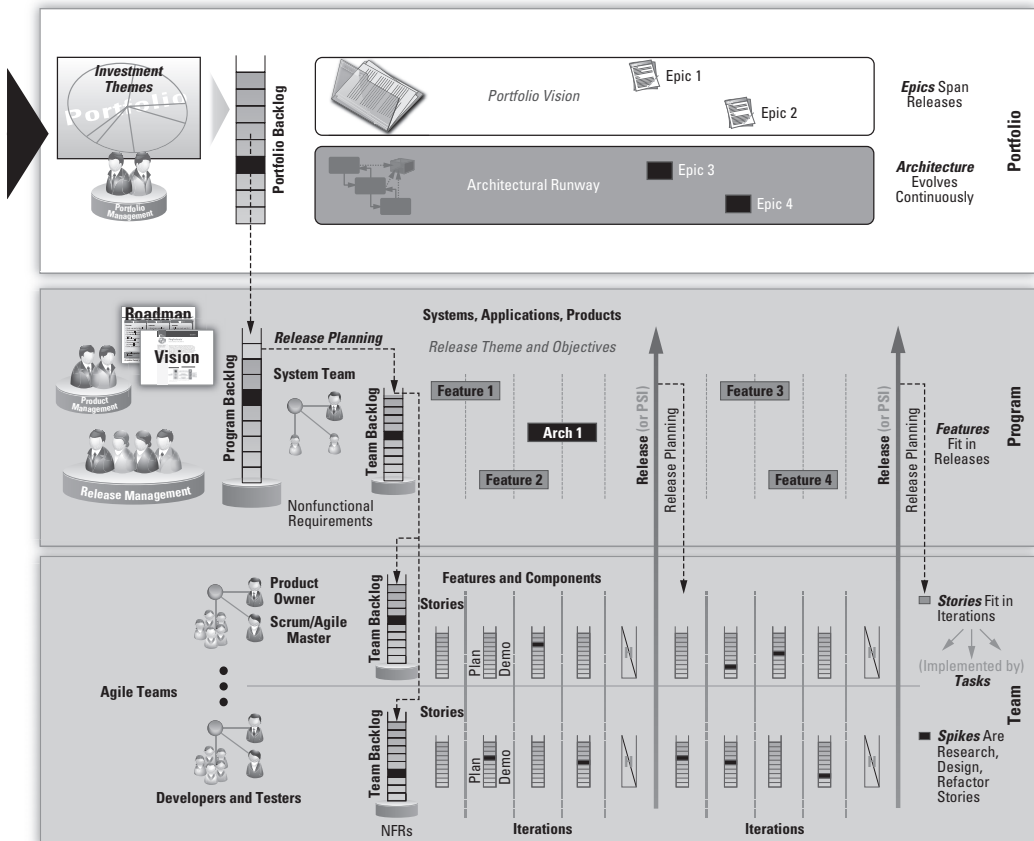 Investment
Themes
Portfolio
Portfolio
Management
Portfolio Backlog
Portfolio Vision
Epic 1
Epic 2
Epics Span
Releases
Architectural Runway
Epic 3
Epic 4
Architecture
Evolves
Continuously
Portfolio
Roadmap
Vision
Product
Management
Release Management
Program Backlog
Release Planning
System Team
Team Backlog
Nonfunctional
Requirements
Systems, Applications, Products
Release Theme and Objectives
Feature 1
Arch 1
Feature 2
Release (or PSI)
Release Planning
Feature 3
Feature 4
Release (or PSI)
Release Planning
Features
Fit in
Releases
Program
Product
Owner
Scrum/Agile
Master
Agile Teams
Developers and Testers
Team Backlog
Features and Components
Stories
Plan
Demo
Stories Fit in
Iterations
(Implemented by)
Tasks
Team
Team Backlog
Stories
Plan
Demo
Spikes Are
Research,
Design,
Refactor
Stories
NFRs
Iterations
Iterations